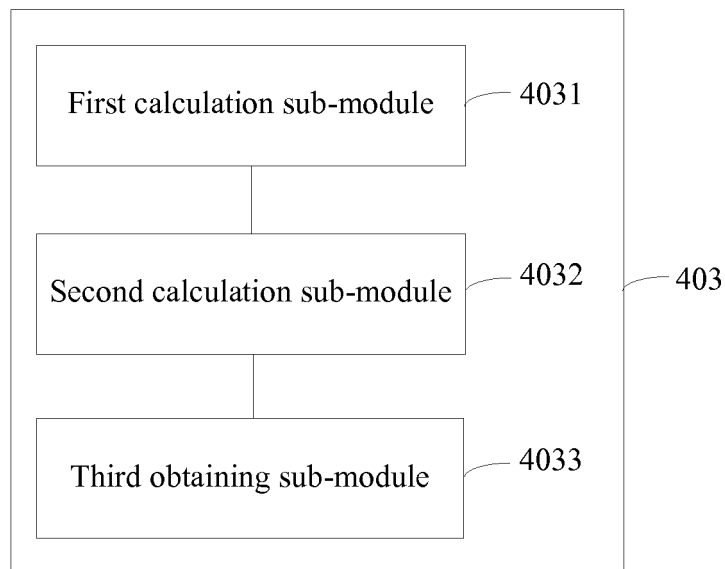 First calculation sub-module
4031
Second calculation sub-module
4032
403
Third obtaining sub-module
4033